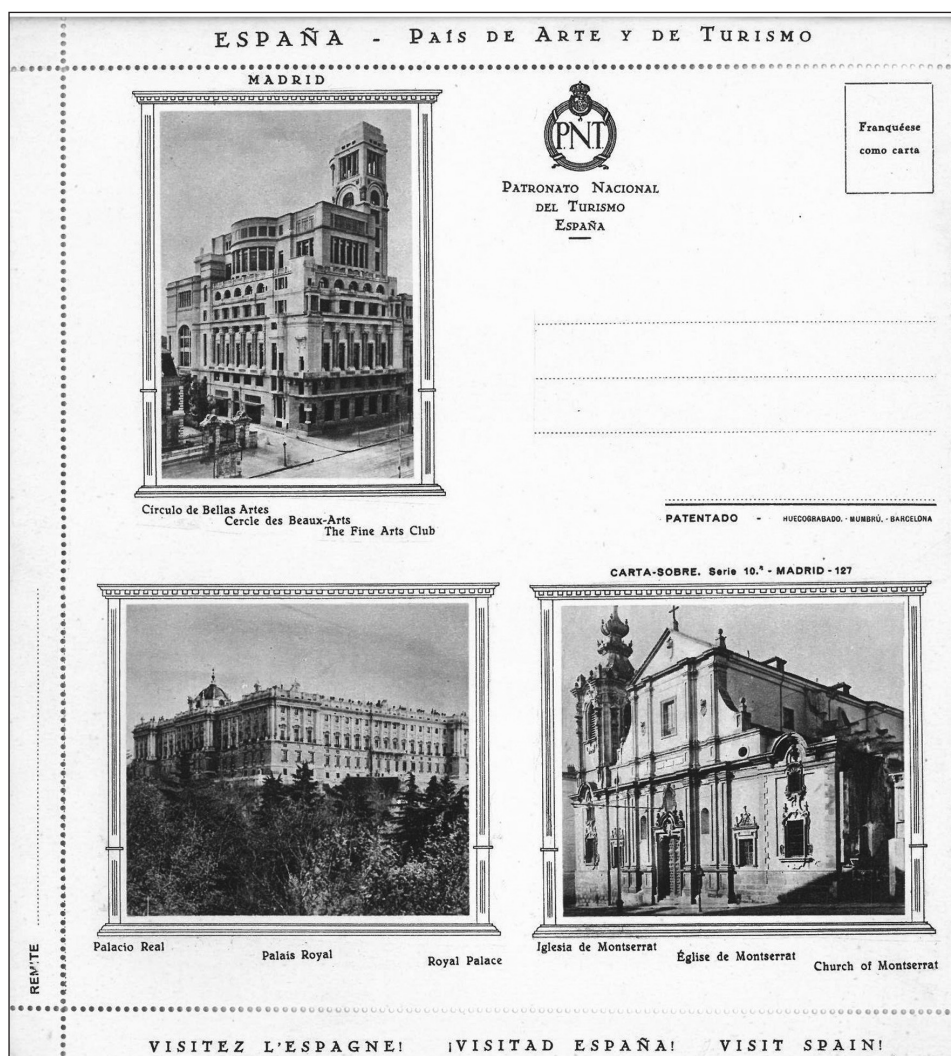 ESPAÑA - PAÍS DE ARTE Y DE TURISMO
MADRID
P.N.T
PATRONATO NACIONAL
DEL TURISMO
ESPAÑA
Franquéese
como carta
Círculo de Bellas Artes
Cercle des Beaux-Arts
The Fine Arts Club
PATENTADO - HUECOGRABADO. - MUMBRÚ. - BARCELONA
CARTA-SOBRE. Serie 10.ª - MADRID - 127
Palacio Real
Palais Royal
Royal Palace
Iglesia de Montserrat
Église de Montserrat
Church of Montserrat
REMITE
VISITEZ L'ESPAGNE! ¡VISITAD ESPAÑA! VISIT SPAIN!